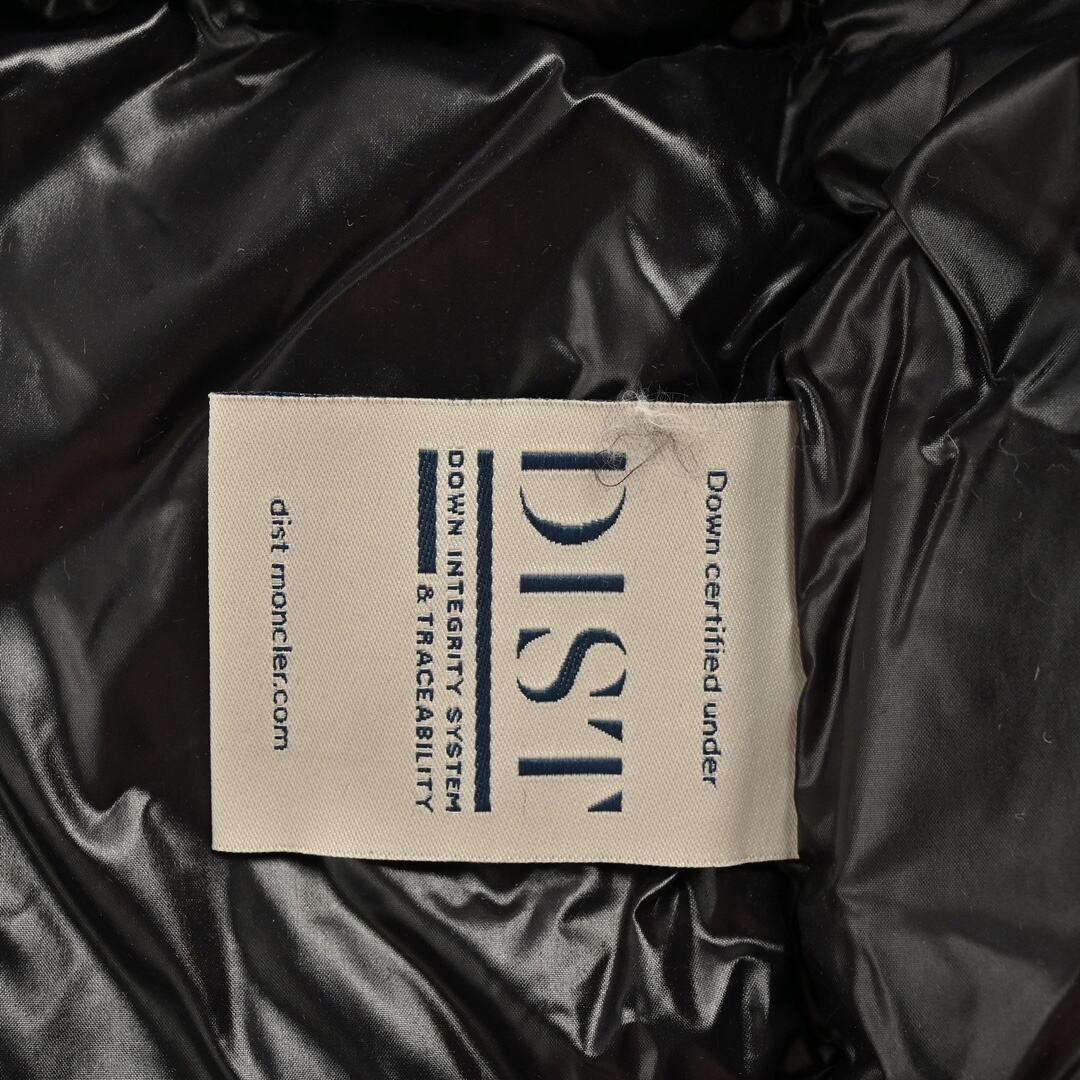 Down certified under
DIST
DOWN INTEGRITY SYSTEM
& TRACEABILITY
dist moncler.com